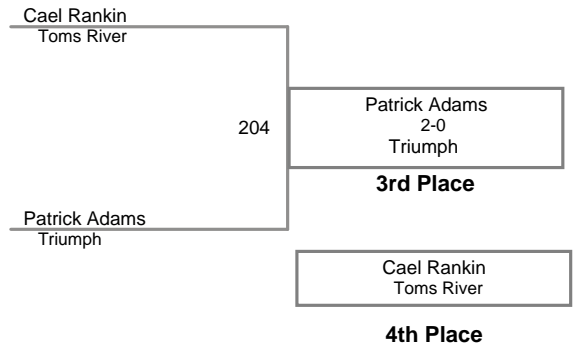 Cael Rankin
Toms River
204
Patrick Adams
2-0
Triumph
3rd Place
Patrick Adams
Triumph
Cael Rankin
Toms River
4th Place